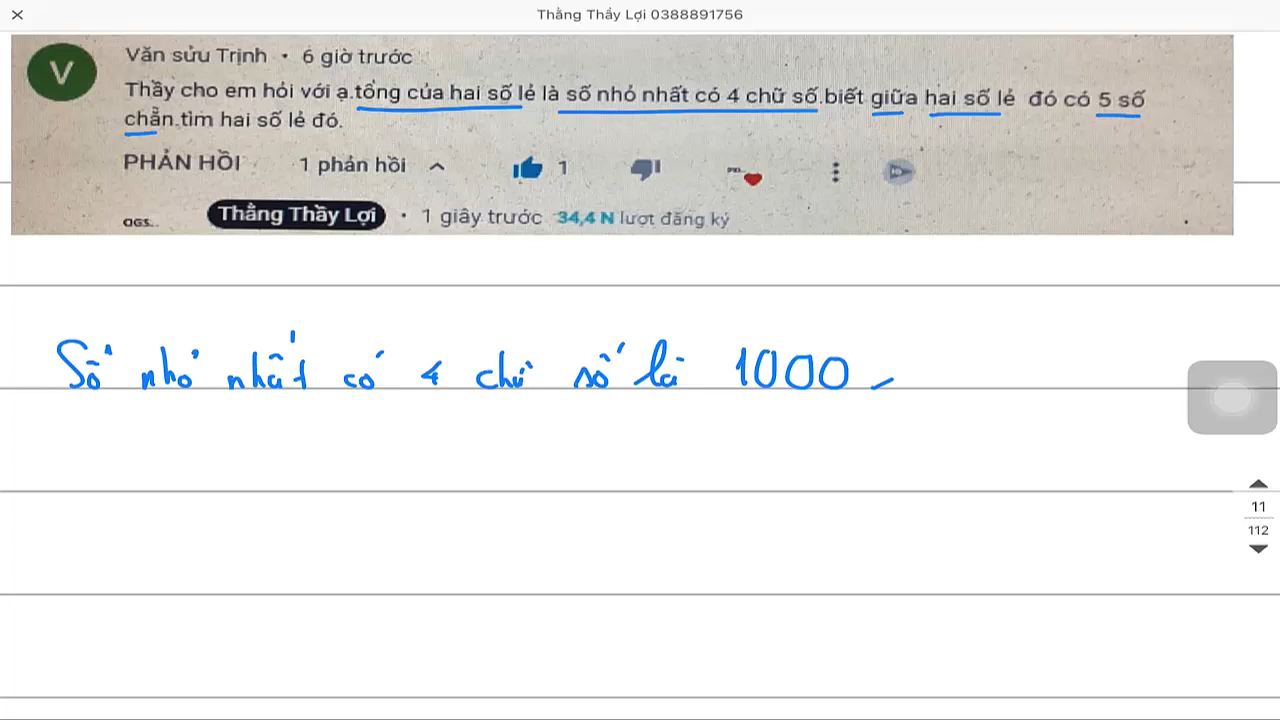 Thằng Thầy Lợi 0388891756
V
Văn sửu Trịnh • 6 giờ trước
Thầy cho em hỏi với ạ.tổng của hai số lẻ là số nhỏ nhất có 4 chữ số.biết giữa hai số lẻ đó có 5 số
chẵn.tìm hai số lẻ đó.
PHẢN HỒI 1 phản hồi 1
Thằng Thầy Lợi • 1 giây trước 34,4 N lượt đăng ký
Số nhỏ nhất có 4 chữ số là 1000
11
112